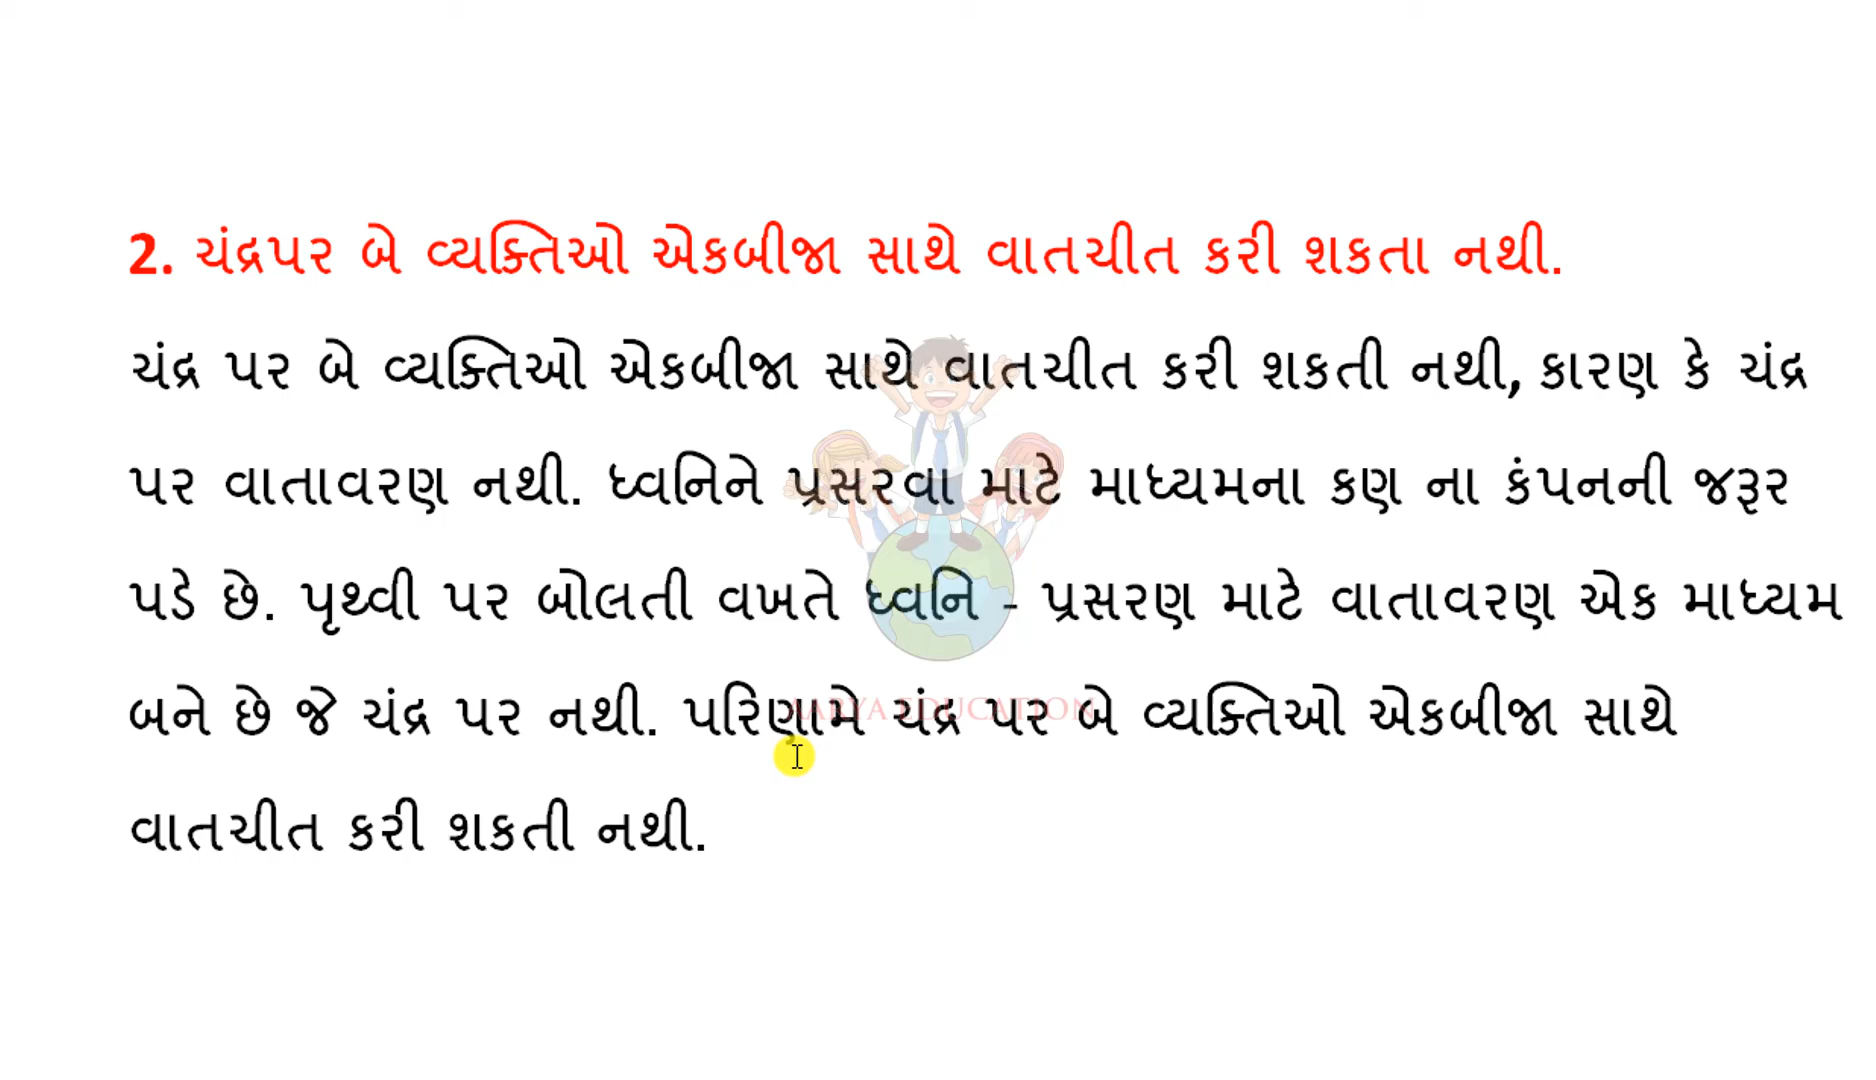 2. ચંદ્રપર બે વ્યક્તિઓ એકબીજા સાથે વાતચીત કરી શકતા નથી.
ચંદ્ર પર બે વ્યક્તિઓ એકબીજા સાથે વાતચીત કરી શકતી નથી, કારણ કે ચંદ્ર
પર વાતાવરણ નથી. ધ્વનિને પ્રસરવા માટે માધ્યમના કણ ના કંપનની જરૂર
પડે છે. પૃથ્વી પર બોલતી વખતે ધ્વનિ - પ્રસરણ માટે વાતાવરણ એક માધ્યમ
બને છે જે ચંદ્ર પર નથી. પરિણામે ચંદ્ર પર બે વ્યક્તિઓ એકબીજા સાથે
AARYA EDUCATION
વાતચીત કરી શકતી નથી.